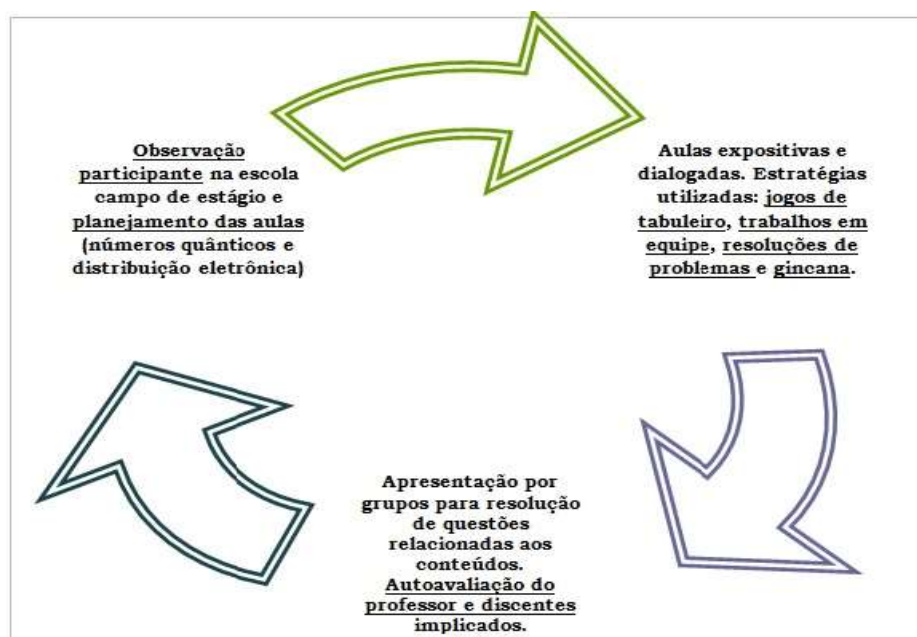 Observação
participante na escola
campo de estágio e
planejamento das aulas
(números quânticos e
distribuição eletrônica)
Aulas expositivas e
dialogadas. Estratégias
utilizadas: jogos de
tabuleiro, trabalhos em
equipe, resoluções de
problemas e gincana.
Apresentação por
grupos para resolução
de questões
relacionadas aos
conteúdos.
Autoavaliação do
professor e discentes
implicados.